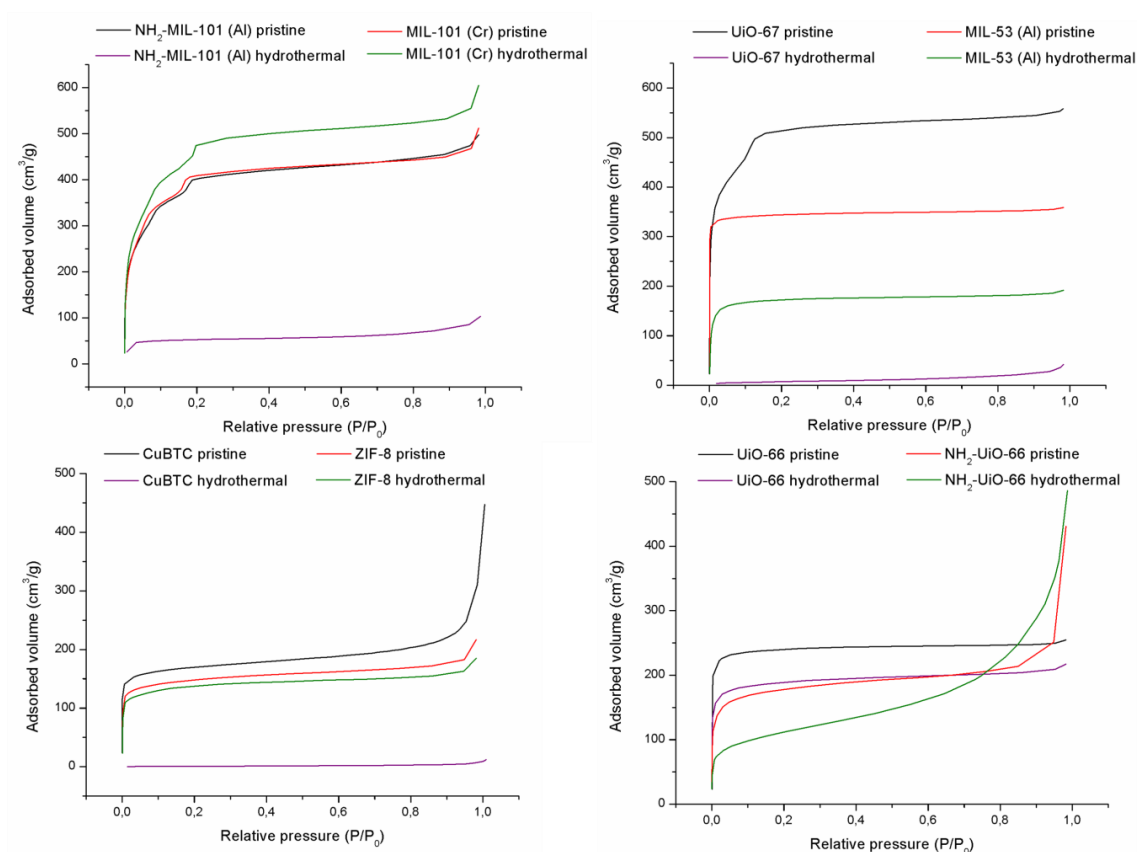 NH₂-MIL-101 (Al) pristine
MIL-101 (Cr) pristine
NH₂-MIL-101 (Al) hydrothermal
MIL-101 (Cr) hydrothermal
600
500
400
300
200
100
0
Adsorbed volume (cm³/g)
0,0 0,2 0,4 0,6 0,8 1,0
Relative pressure (P/P₀)
UiO-67 pristine
MIL-53 (Al) pristine
UiO-67 hydrothermal
MIL-53 (Al) hydrothermal
600
500
400
300
200
100
0
Adsorbed volume (cm³/g)
0,0 0,2 0,4 0,6 0,8 1,0
Relative pressure (P/P₀)
CuBTC pristine
ZIF-8 pristine
CuBTC hydrothermal
ZIF-8 hydrothermal
500
400
300
200
100
0
Adsorbed volume (cm³/g)
0,0 0,2 0,4 0,6 0,8 1,0
Relative pressure (P/P₀)
UiO-66 pristine
NH₂-UiO-66 pristine
UiO-66 hydrothermal
NH₂-UiO-66 hydrothermal
500
400
300
200
100
0
Adsorbed volume (cm³/g)
0,0 0,2 0,4 0,6 0,8 1,0
Relative pressure (P/P₀)